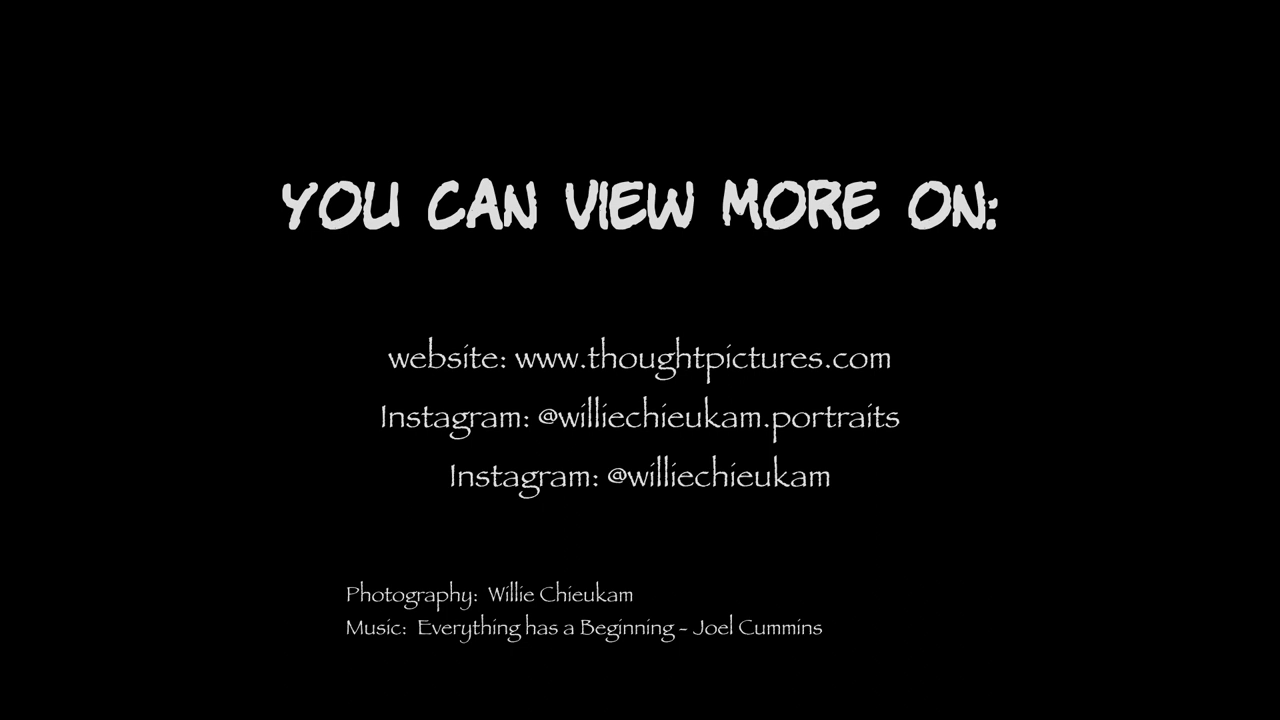 YOU CAN VIEW MORE ON:
website: www.thoughtpictures.com
Instagram: @williechieukam.portraits
Instagram: @williechieukam
Photography: Willie Chieukam
Music: Everything has a Beginning - Joel Cummins